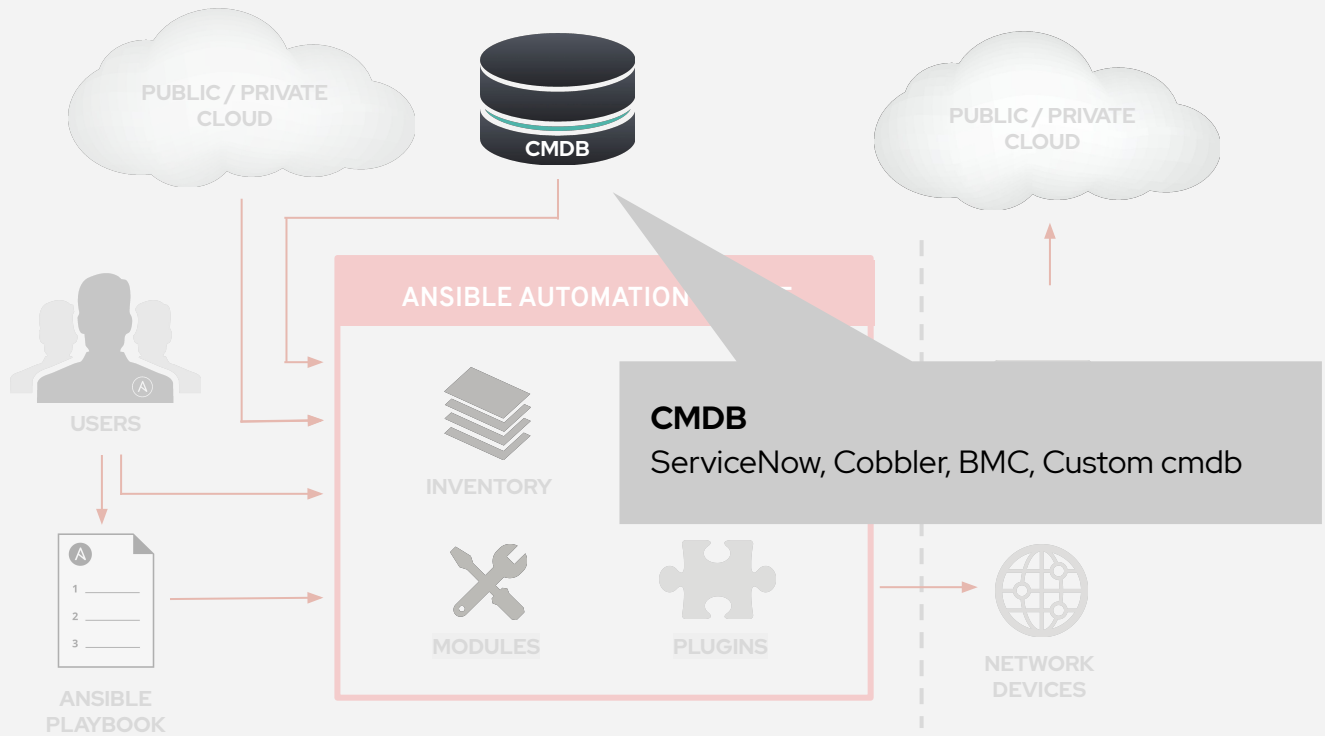 PUBLIC / PRIVATE
CLOUD
CMDB
PUBLIC / PRIVATE
CLOUD
ANSIBLE AUTOMATION
USERS
INVENTORY
CMDB
ServiceNow, Cobbler, BMC, Custom cmdb
1
2
3
MODULES
PLUGINS
NETWORK
DEVICES
ANSIBLE
PLAYBOOK